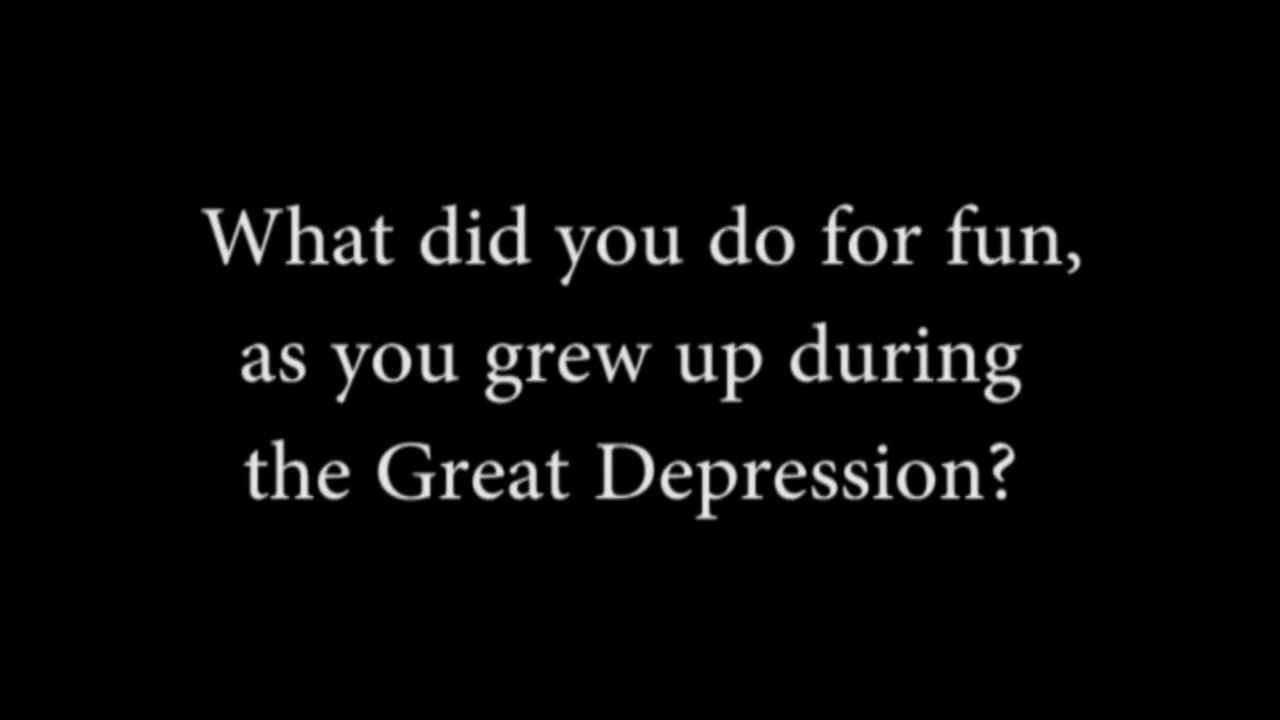 What did you do for fun,
as you grew up during
the Great Depression?